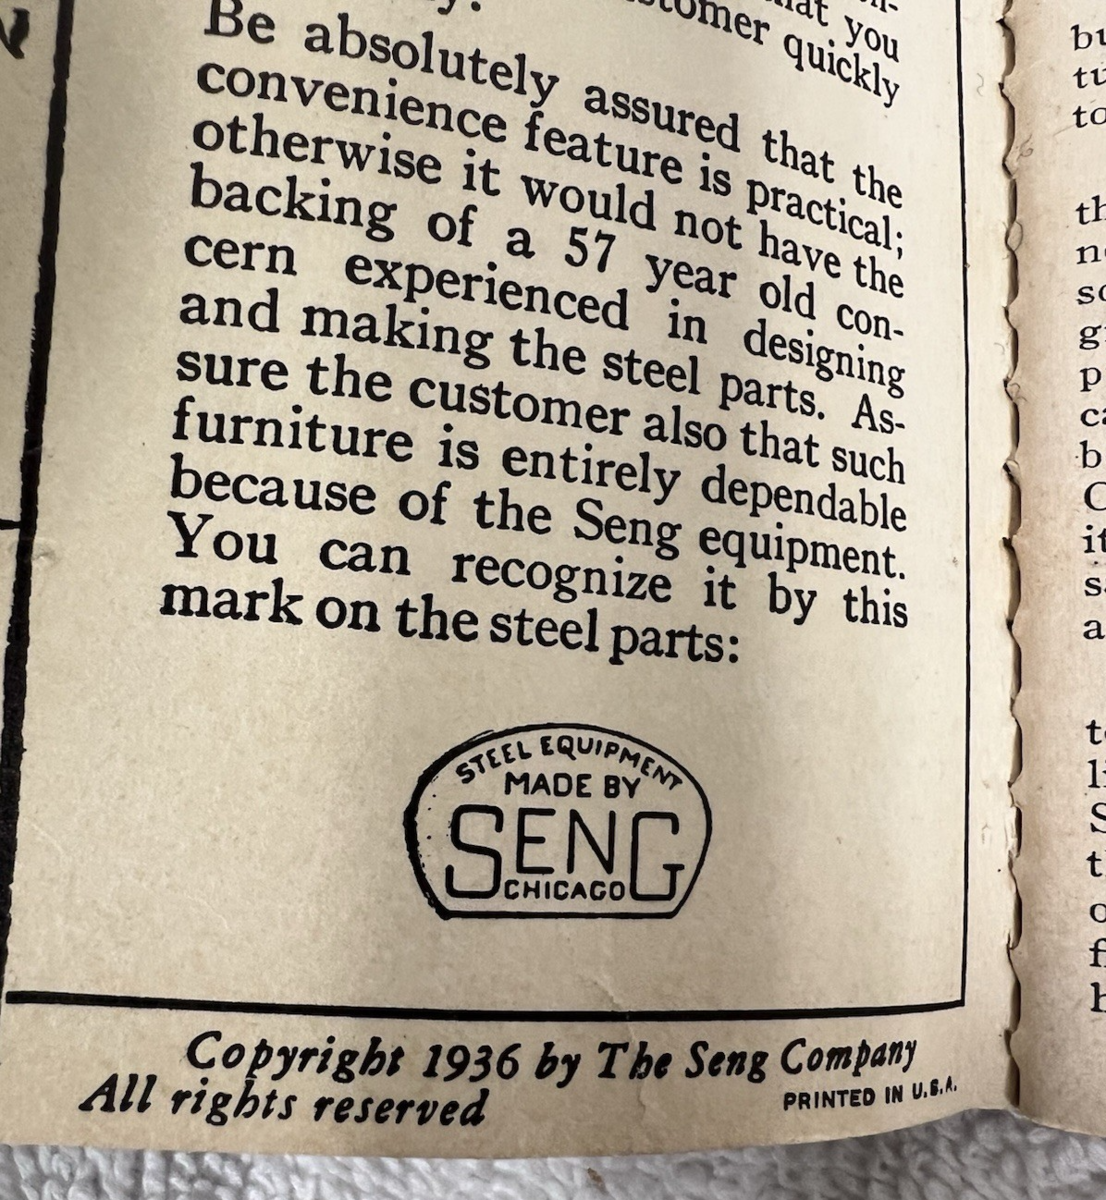 that you
customer quickly
Be absolutely assured that the
convenience feature is practical;
otherwise it would not have the
backing of a 57 year old con-
cern experienced in designing
and making the steel parts. As-
sure the customer also that such
furniture is entirely dependable
because of the Seng equipment.
You can recognize it by this
mark on the steel parts:
STEEL EQUIPMENT
MADE BY
SENG
CHICAGO
Copyright 1936 by The Seng Company
All rights reserved
PRINTED IN U.S.A.